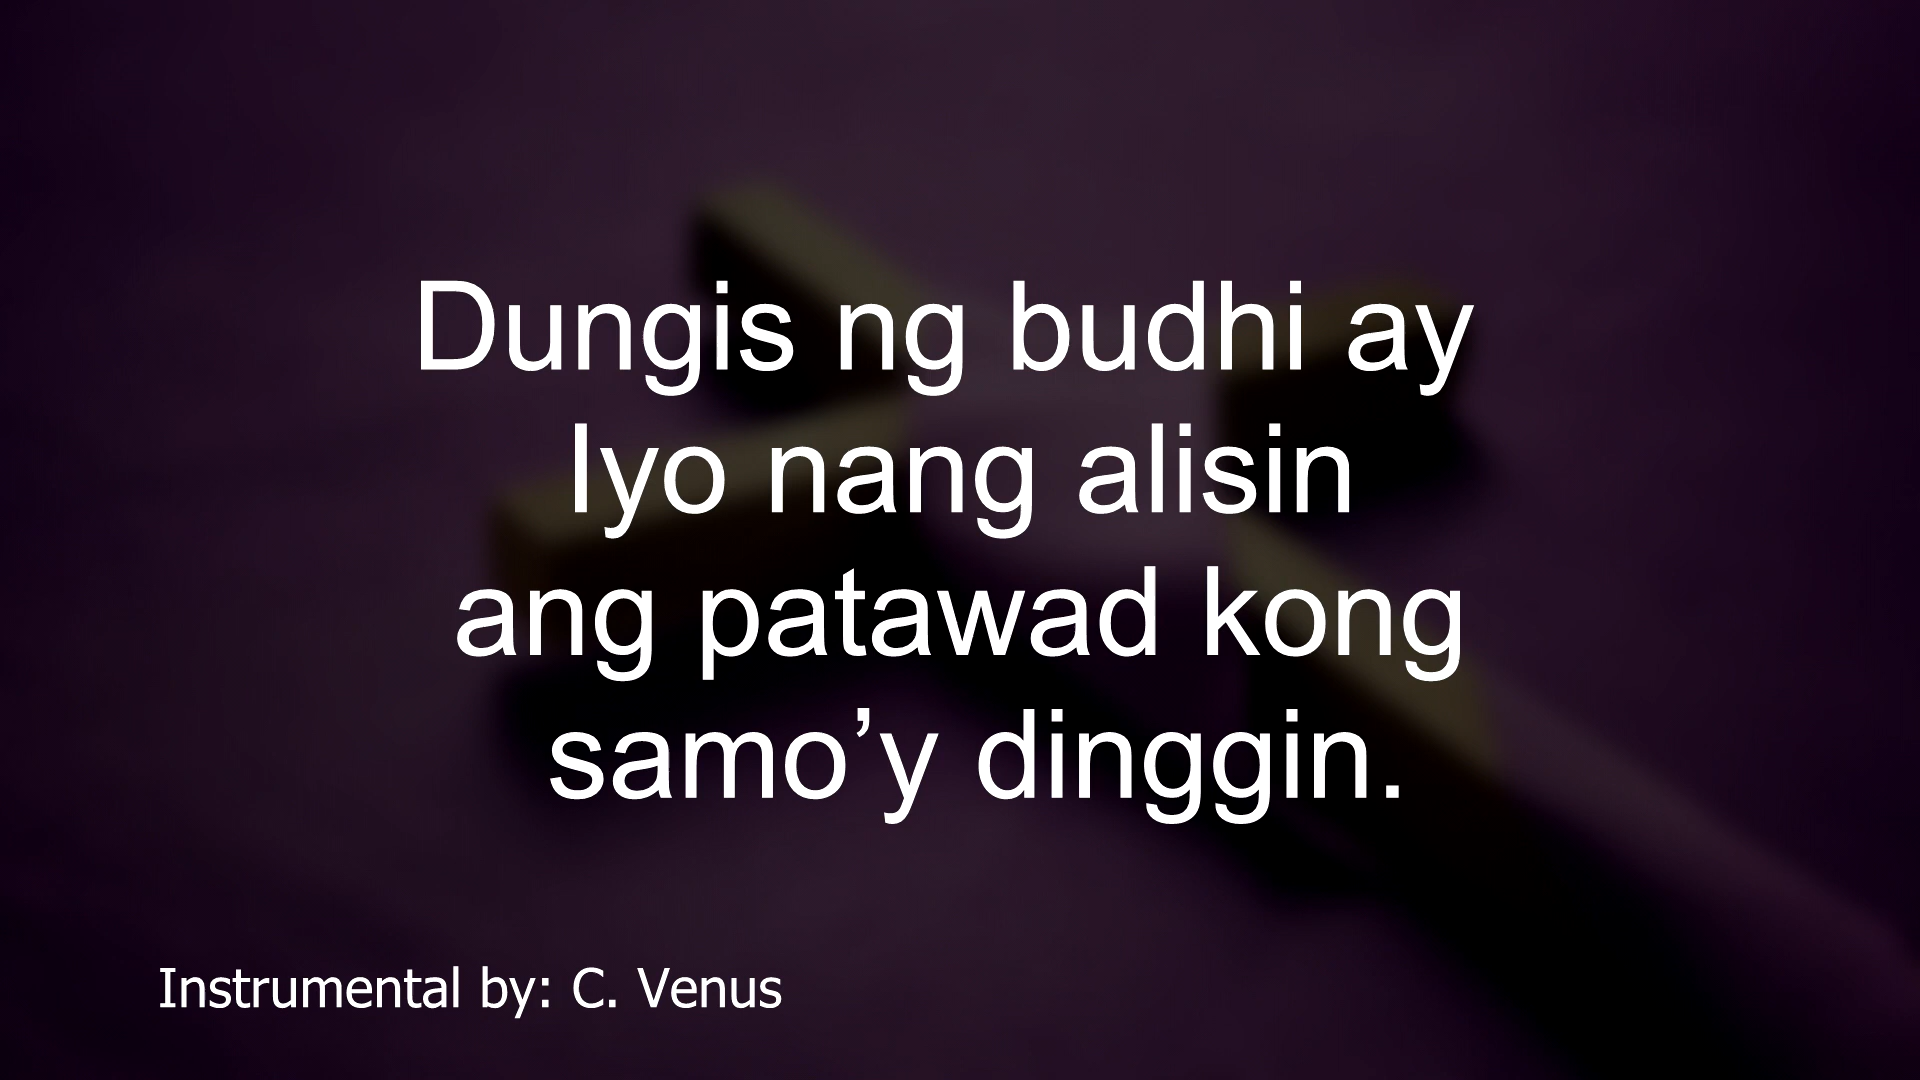 Dungis ng budhi ay
Iyo nang alisin
ang patawad kong
samo’y dinggin.
Instrumental by: C. Venus